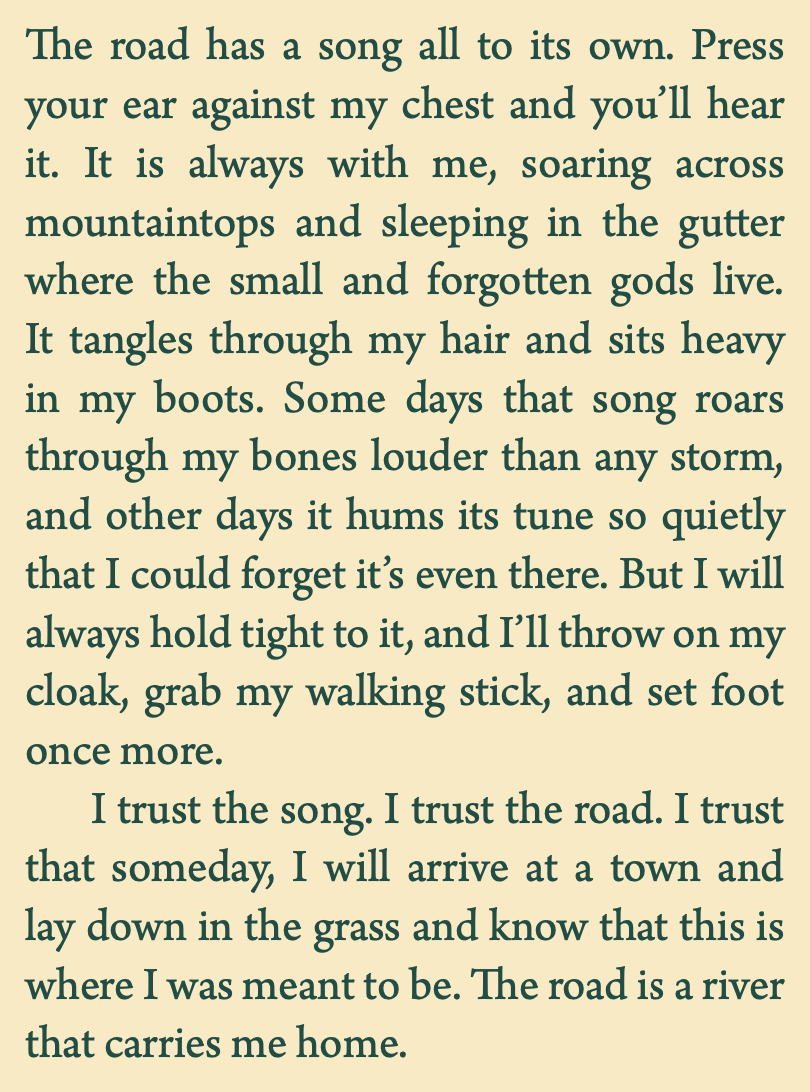 The road has a song all to its own. Press
your ear against my chest and you’ll hear
it. It is always with me, soaring across
mountaintops and sleeping in the gutter
where the small and forgotten gods live.
It tangles through my hair and sits heavy
in my boots. Some days that song roars
through my bones louder than any storm,
and other days it hums its tune so quietly
that I could forget it’s even there. But I will
always hold tight to it, and I’ll throw on my
cloak, grab my walking stick, and set foot
once more.
I trust the song. I trust the road. I trust
that someday, I will arrive at a town and
lay down in the grass and know that this is
where I was meant to be. The road is a river
that carries me home.